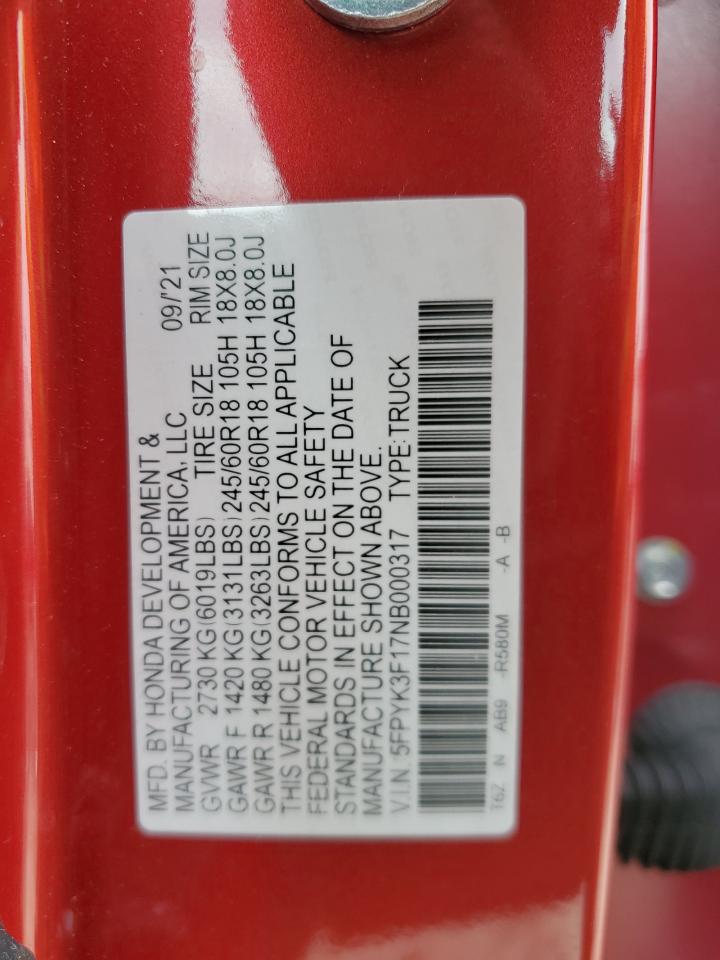 MFD. BY HONDA DEVELOPMENT &
MANUFACTURING OF AMERICA, LLC 09/'21
GVWR 2730 KG(6019LBS) TIRE SIZE RIM SIZE
GAWR F 1420 KG(3131LBS) 245/60R18 105H 18X8.0J
GAWR R 1480 KG(3263LBS) 245/60R18 105H 18X8.0J
THIS VEHICLE CONFORMS TO ALL APPLICABLE
FEDERAL MOTOR VEHICLE SAFETY
STANDARDS IN EFFECT ON THE DATE OF
MANUFACTURE SHOWN ABOVE.
V.I.N. 5FPYK3F17NB000317 TYPE: TRUCK
T6Z N AB9 -R580M -A -B